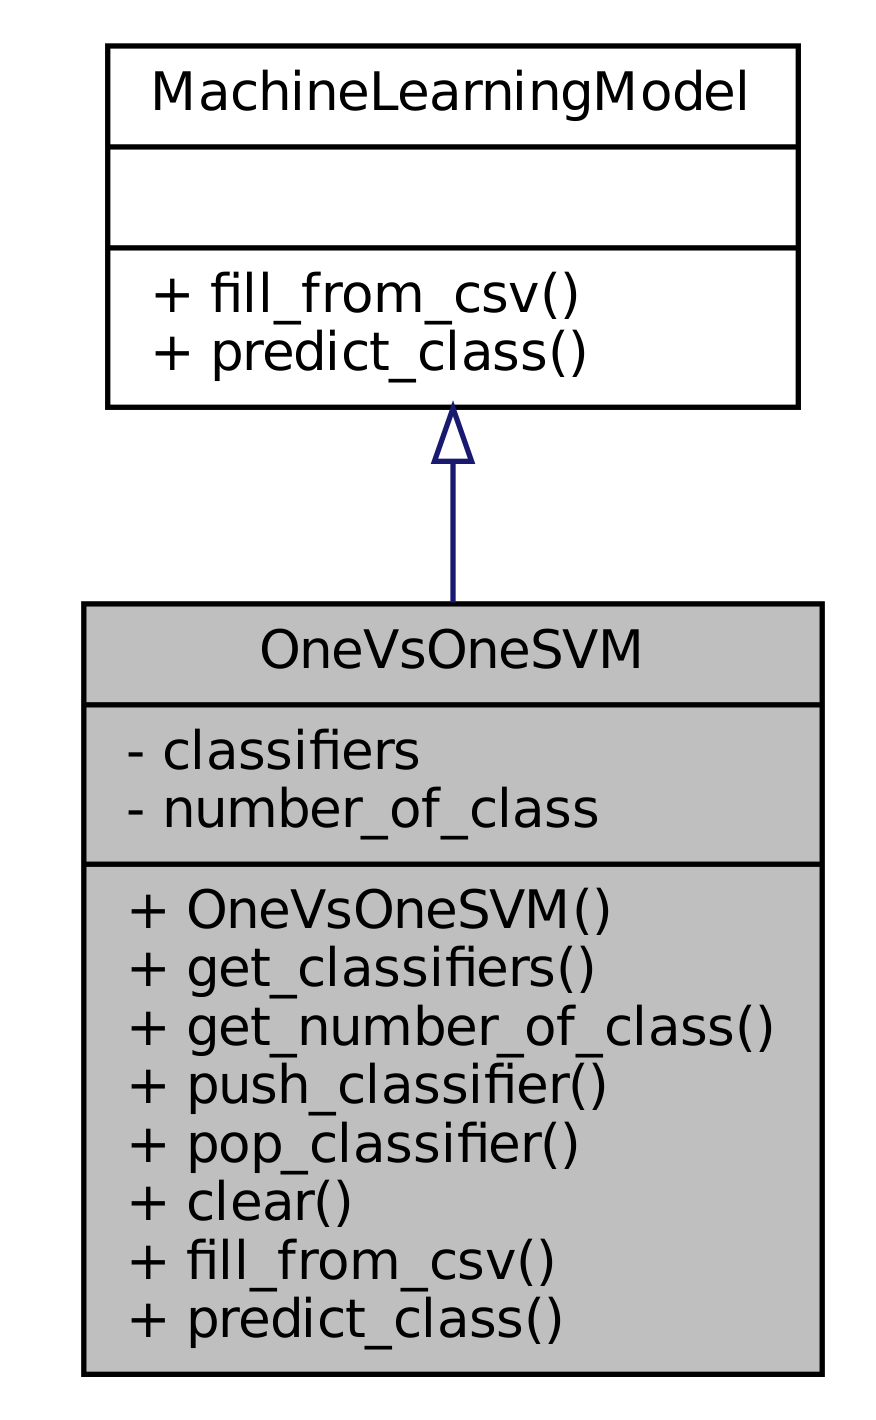 MachineLearningModel
+ fill_from_csv()
+ predict_class()
OneVsOneSVM
- classifiers
- number_of_class
+ OneVsOneSVM()
+ get_classifiers()
+ get_number_of_class()
+ push_classifier()
+ pop_classifier()
+ clear()
+ fill_from_csv()
+ predict_class()